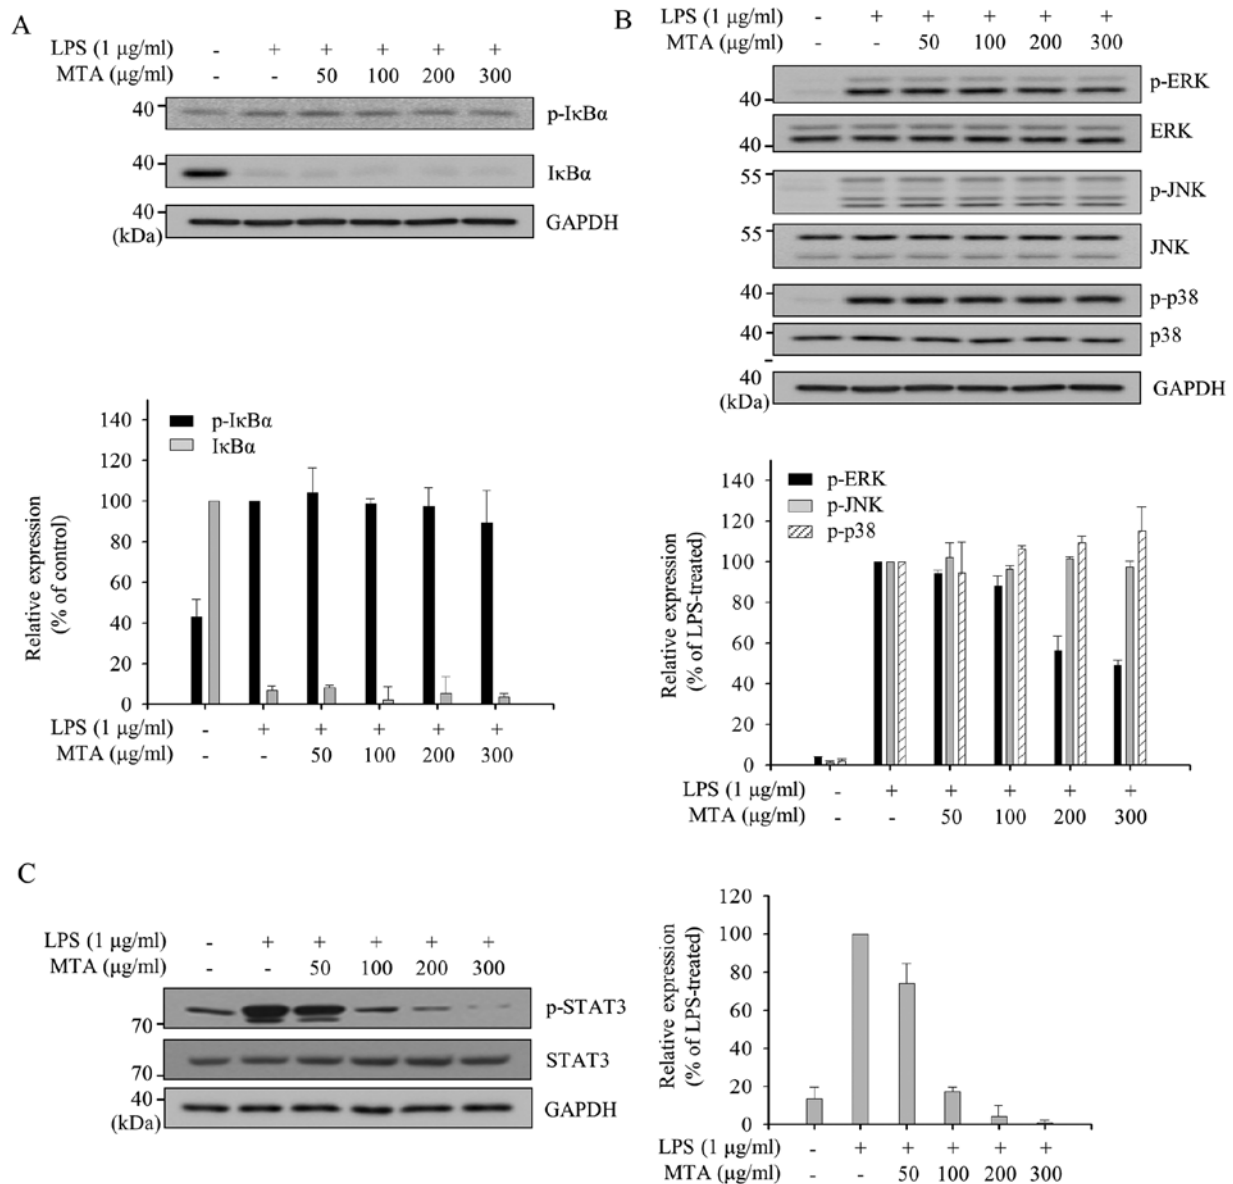 A
LPS (1 μg/ml) - + + + + +
MTA (μg/ml) - - 50 100 200 300
40 p-IκBα
40 IκBα
40 GAPDH
(kDa)
140
120
100
80
60
40
20
0
p-IκBα
IκBα
Relative expression
(% of control)
LPS (1 μg/ml) - + + + + +
MTA (μg/ml) - - 50 100 200 300
B
LPS (1 μg/ml) - + + + + +
MTA (μg/ml) - - 50 100 200 300
40 p-ERK
40 ERK
55 p-JNK
55 JNK
40 p-p38
40 p38
40 GAPDH
(kDa)
140
120
100
80
60
40
20
0
p-ERK
p-JNK
p-p38
Relative expression
(% of LPS-treated)
LPS (1 μg/ml) - + + + + +
MTA (μg/ml) - - 50 100 200 300
C
LPS (1 μg/ml) - + + + + +
MTA (μg/ml) - - 50 100 200 300
70 p-STAT3
70 STAT3
40 GAPDH
(kDa)
120
100
80
60
40
20
0
Relative expression
(% of LPS-treated)
LPS (1 μg/ml) - + + + + +
MTA (μg/ml) - - 50 100 200 300